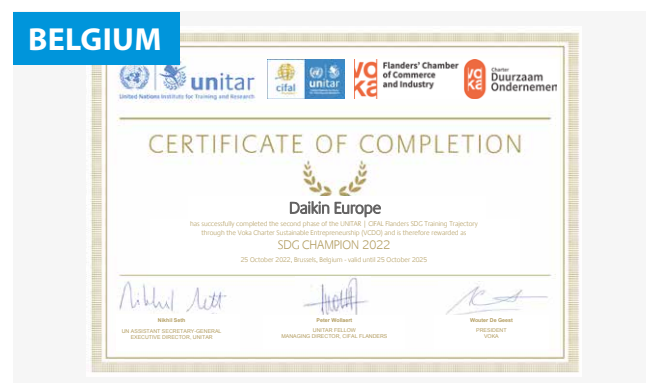 BELGIUM
unitar
United Nations Institute for Training and Research
cifal
unitar
VOKA
Flanders' Chamber
of Commerce
and Industry
VOKA
Charter
Duurzaam
Ondernemen
CERTIFICATE OF COMPLETION
Daikin Europe
has successfully completed the second phase of the UNITAR | CIFAL Flanders SDG Training Trajectory
through the Voka Charter Sustainable Entrepreneurship (VCDO) and is therefore rewarded as
SDG CHAMPION 2022
25 October 2022, Brussels, Belgium - valid until 25 October 2025
Nikhil Seth
UN ASSISTANT SECRETARY-GENERAL
EXECUTIVE DIRECTOR, UNITAR
Peter Wollaert
UNITAR FELLOW
MANAGING DIRECTOR, CIFAL FLANDERS
Wouter De Geest
PRESIDENT
VOKA